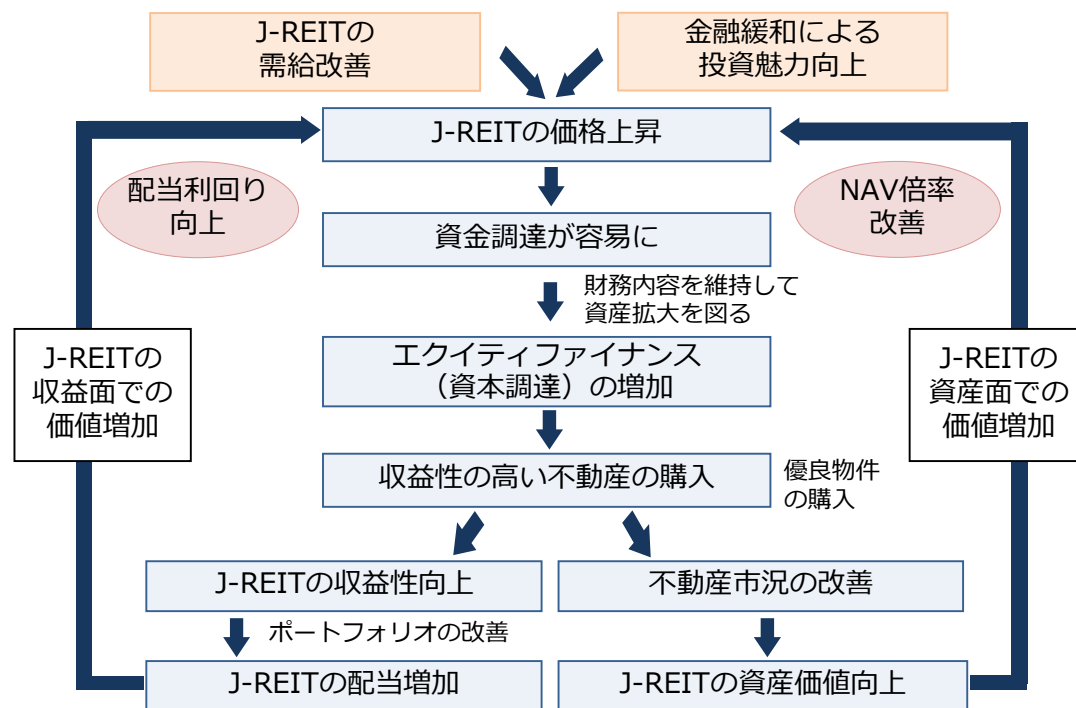 J-REITの
需給改善
金融緩和による
投資魅力向上
J-REITの価格上昇
配当利回り
向上
NAV倍率
改善
資金調達が容易に
財務内容を維持して
資産拡大を図る
J-REITの
収益面での
価値増加
エクイティファイナンス
（資本調達）の増加
J-REITの
資産面での
価値増加
収益性の高い不動産の購入
優良物件
の購入
J-REITの収益性向上
不動産市況の改善
ポートフォリオの改善
J-REITの配当増加
J-REITの資産価値向上